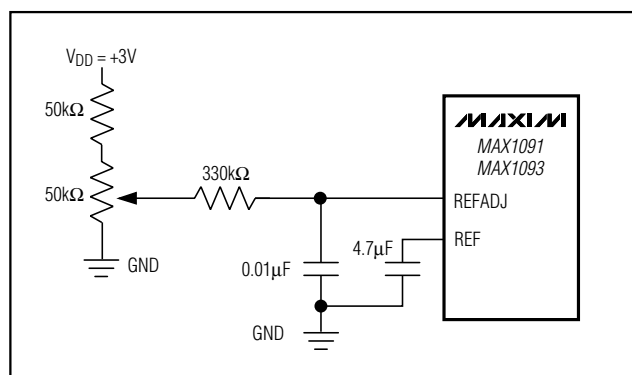 V_DD = +3V
50kΩ
50kΩ
330kΩ
GND
0.01µF
4.7µF
GND
MAXIM
MAX1091
MAX1093
REFADJ
REF